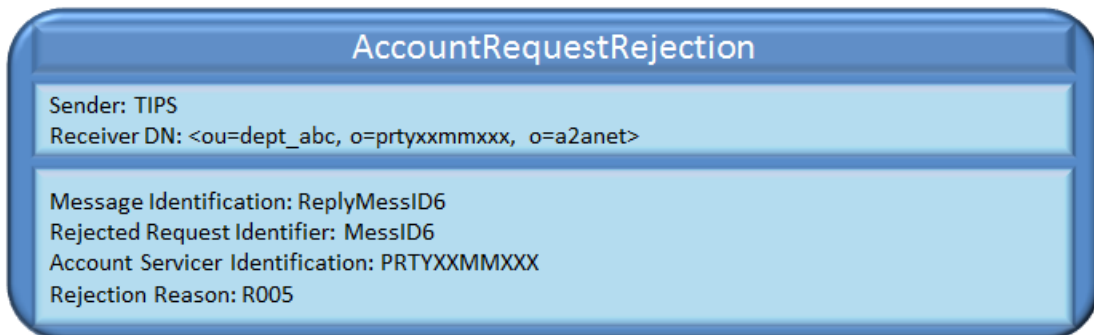 AccountRequestRejection
Sender: TIPS
Receiver DN: <ou=dept_abc, o=prtyxxmmxxx, o=a2anet>
Message Identification: ReplyMessID6
Rejected Request Identifier: MessID6
Account Servicer Identification: PRTYXXMMXXX
Rejection Reason: R005